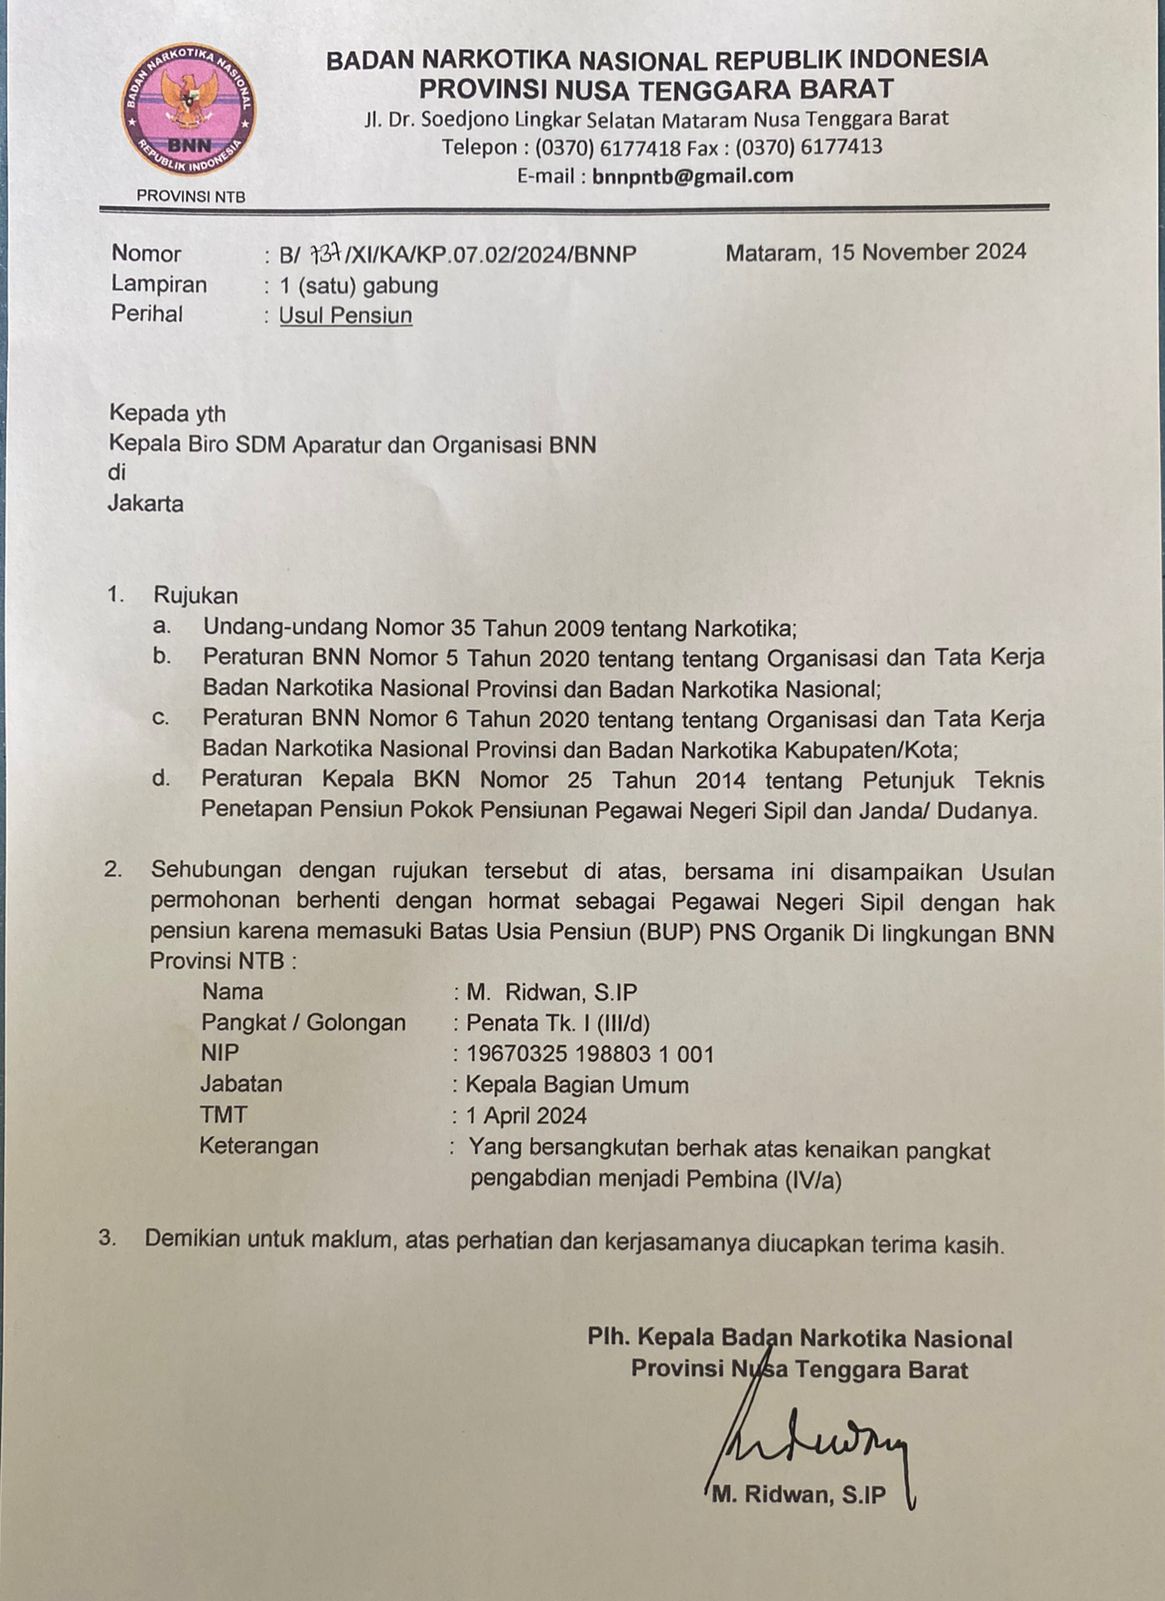 BADAN NARKOTIKA NASIONAL
BNN
REPUBLIK INDONESIA
PROVINSI NTB
BADAN NARKOTIKA NASIONAL REPUBLIK INDONESIA
PROVINSI NUSA TENGGARA BARAT
Jl. Dr. Soedjono Lingkar Selatan Mataram Nusa Tenggara Barat
Telepon : (0370) 6177418 Fax : (0370) 6177413
E-mail : bnnpntb@gmail.com
Nomor : B/ 737/XI/KA/KP.07.02/2024/BNNP Mataram, 15 November 2024
Lampiran : 1 (satu) gabung
Perihal : Usul Pensiun
Kepada yth
Kepala Biro SDM Aparatur dan Organisasi BNN
di
Jakarta
1. Rujukan
a. Undang-undang Nomor 35 Tahun 2009 tentang Narkotika;
b. Peraturan BNN Nomor 5 Tahun 2020 tentang tentang Organisasi dan Tata Kerja
Badan Narkotika Nasional Provinsi dan Badan Narkotika Nasional;
c. Peraturan BNN Nomor 6 Tahun 2020 tentang tentang Organisasi dan Tata Kerja
Badan Narkotika Nasional Provinsi dan Badan Narkotika Kabupaten/Kota;
d. Peraturan Kepala BKN Nomor 25 Tahun 2014 tentang Petunjuk Teknis
Penetapan Pensiun Pokok Pensiunan Pegawai Negeri Sipil dan Janda/ Dudanya.
2. Sehubungan dengan rujukan tersebut di atas, bersama ini disampaikan Usulan
permohonan berhenti dengan hormat sebagai Pegawai Negeri Sipil dengan hak
pensiun karena memasuki Batas Usia Pensiun (BUP) PNS Organik Di lingkungan BNN
Provinsi NTB :
Nama : M. Ridwan, S.IP
Pangkat / Golongan : Penata Tk. I (III/d)
NIP : 19670325 198803 1 001
Jabatan : Kepala Bagian Umum
TMT : 1 April 2024
Keterangan : Yang bersangkutan berhak atas kenaikan pangkat
pengabdian menjadi Pembina (IV/a)
3. Demikian untuk maklum, atas perhatian dan kerjasamanya diucapkan terima kasih.
Plh. Kepala Badan Narkotika Nasional
Provinsi Nusa Tenggara Barat
M. Ridwan, S.IP